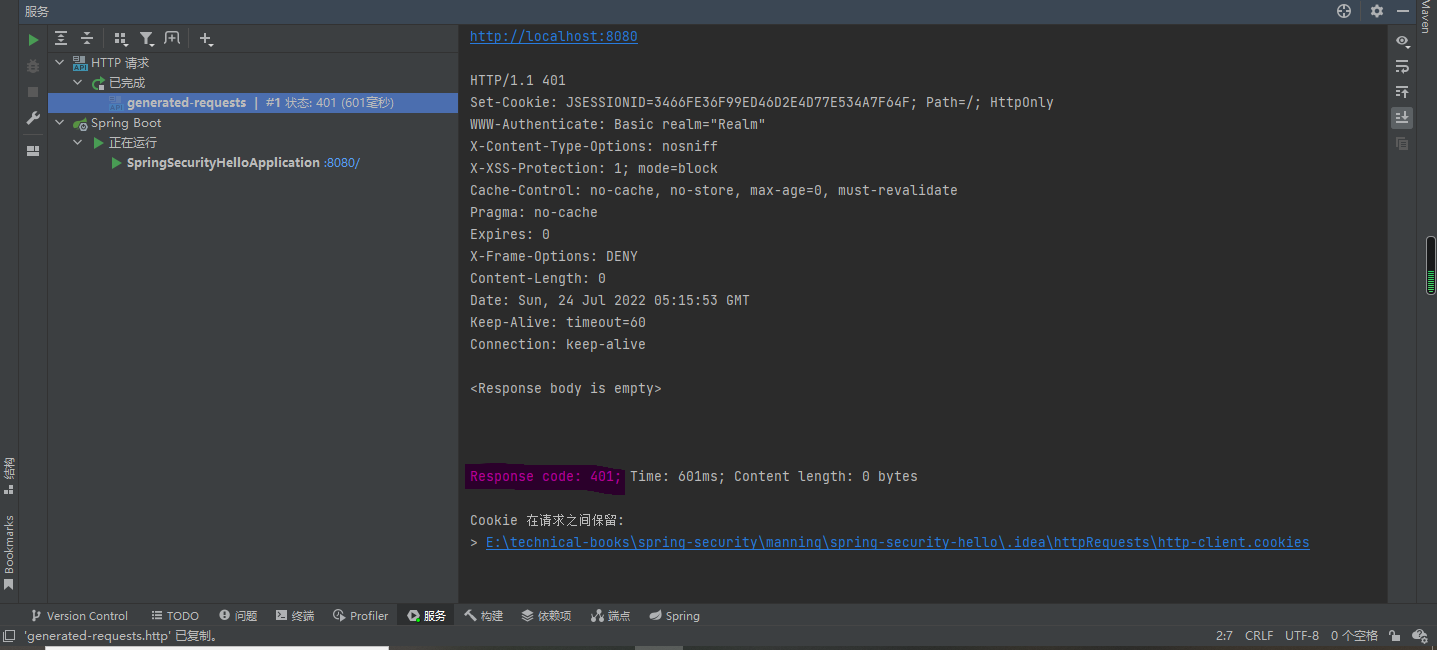 服务
Maven
HTTP 请求
已完成
generated-requests | #1 状态: 401 (601毫秒)
Spring Boot
正在运行
SpringSecurityHelloApplication :8080/
http://localhost:8080
HTTP/1.1 401
Set-Cookie: JSESSIONID=3466FE36F99ED46D2E4D77E534A7F64F; Path=/; HttpOnly
WWW-Authenticate: Basic realm="Realm"
X-Content-Type-Options: nosniff
X-XSS-Protection: 1; mode=block
Cache-Control: no-cache, no-store, max-age=0, must-revalidate
Pragma: no-cache
Expires: 0
X-Frame-Options: DENY
Content-Length: 0
Date: Sun, 24 Jul 2022 05:15:53 GMT
Keep-Alive: timeout=60
Connection: keep-alive
<Response body is empty>
Response code: 401; Time: 601ms; Content length: 0 bytes
Cookie 在请求之间保留:
> E:\technical-books\spring-security\manning\spring-security-hello\.idea\httpRequests\http-client.cookies
结构
Bookmarks
Version Control TODO 问题 终端 Profiler 服务 构建 依赖项 端点 Spring
'generated-requests.http' 已复制。 2:7 CRLF UTF-8 0 个空格